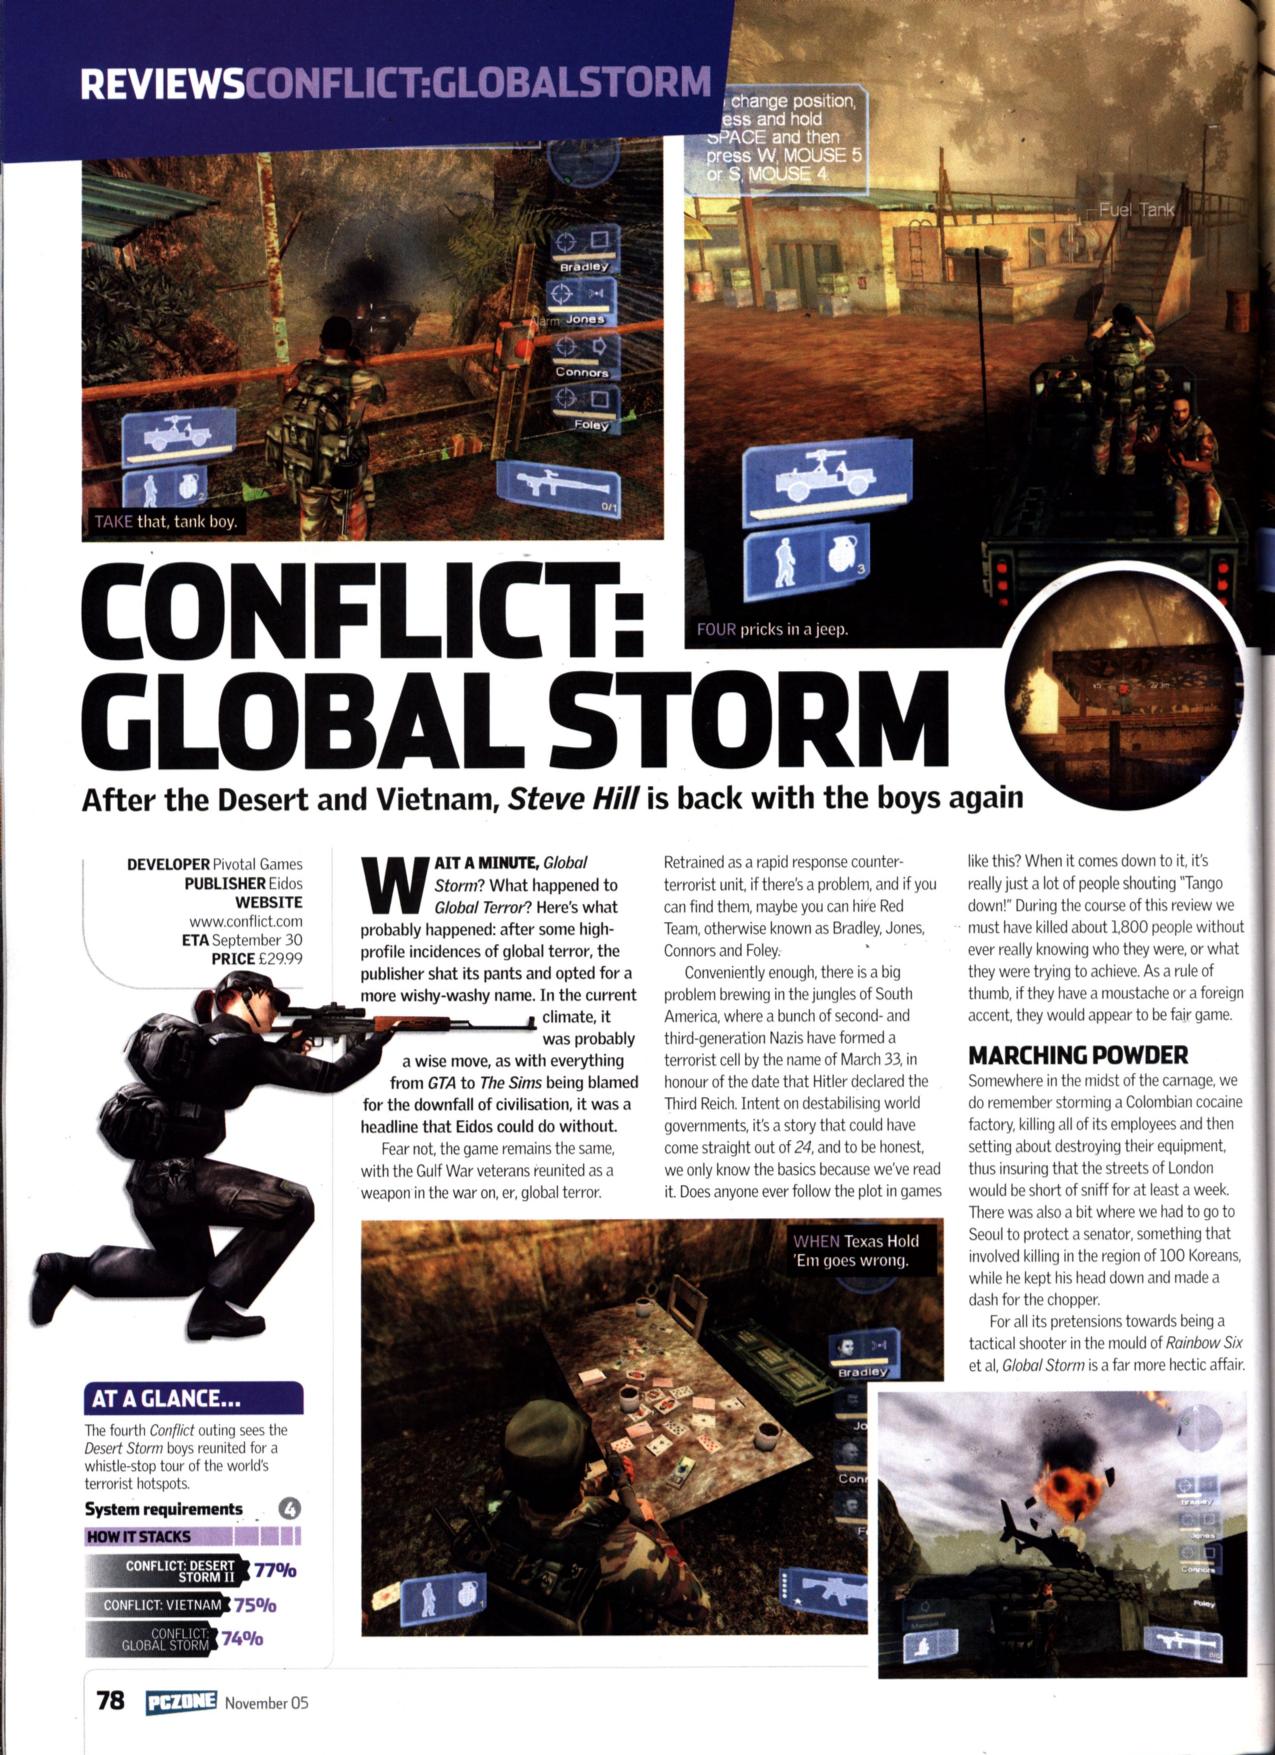 REVIEWSCONFLICT:GLOBALSTORM
change position,
ess and hold
SPACE and then
press W, MOUSE 5
or S, MOUSE 4.
Fuel Tank
Bradley
Alarm Jones
Connors
Foley
2
0/1
TAKE that, tank boy.
3
FOUR pricks in a jeep.
CONFLICT:
GLOBAL STORM
After the Desert and Vietnam, Steve Hill is back with the boys again
DEVELOPER Pivotal Games
PUBLISHER Eidos
WEBSITE
www.conflict.com
ETA September 30
PRICE £29.99
WAIT A MINUTE, Global
Storm? What happened to
Global Terror? Here's what
probably happened: after some high-
profile incidences of global terror, the
publisher shat its pants and opted for a
more wishy-washy name. In the current
climate, it
was probably
a wise move, as with everything
from GTA to The Sims being blamed
for the downfall of civilisation, it was a
headline that Eidos could do without.
Fear not, the game remains the same,
with the Gulf War veterans reunited as a
weapon in the war on, er, global terror.
Retrained as a rapid response counter-
terrorist unit, if there's a problem, and if you
can find them, maybe you can hire Red
Team, otherwise known as Bradley, Jones,
Connors and Foley.
Conveniently enough, there is a big
problem brewing in the jungles of South
America, where a bunch of second- and
third-generation Nazis have formed a
terrorist cell by the name of March 33, in
honour of the date that Hitler declared the
Third Reich. Intent on destabilising world
governments, it's a story that could have
come straight out of 24, and to be honest,
we only know the basics because we've read
it. Does anyone ever follow the plot in games
like this? When it comes down to it, it's
really just a lot of people shouting "Tango
down!" During the course of this review we
must have killed about 1,800 people without
ever really knowing who they were, or what
they were trying to achieve. As a rule of
thumb, if they have a moustache or a foreign
accent, they would appear to be fair game.
MARCHING POWDER
Somewhere in the midst of the carnage, we
do remember storming a Colombian cocaine
factory, killing all of its employees and then
setting about destroying their equipment,
thus insuring that the streets of London
would be short of sniff for at least a week.
There was also a bit where we had to go to
Seoul to protect a senator, something that
involved killing in the region of 100 Koreans,
while he kept his head down and made a
dash for the chopper.
For all its pretensions towards being a
tactical shooter in the mould of Rainbow Six
et al, Global Storm is a far more hectic affair.
WHEN Texas Hold
'Em goes wrong.
Bradley
Jo
Conn
F
1
Bradley
Jones
Connors
Foley
AT A GLANCE...
The fourth Conflict outing sees the
Desert Storm boys reunited for a
whistle-stop tour of the world's
terrorist hotspots.
System requirements 4
HOW IT STACKS
CONFLICT: DESERT
STORM II 77%
CONFLICT: VIETNAM 75%
CONFLICT:
GLOBAL STORM 74%
78 PCZONE November 05